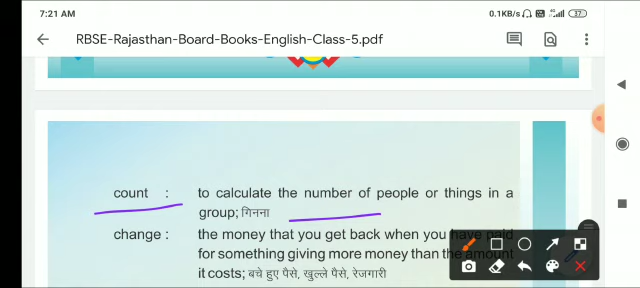 7:21 AM 0.1KB/s 37
RBSE-Rajasthan-Board-Books-English-Class-5.pdf
count : to calculate the number of people or things in a
group; गिनना
change: the money that you get back when you have paid
for something giving more money than the amount
it costs; बचे हुए पैसे, खुल्ले पैसे, रेजगारी